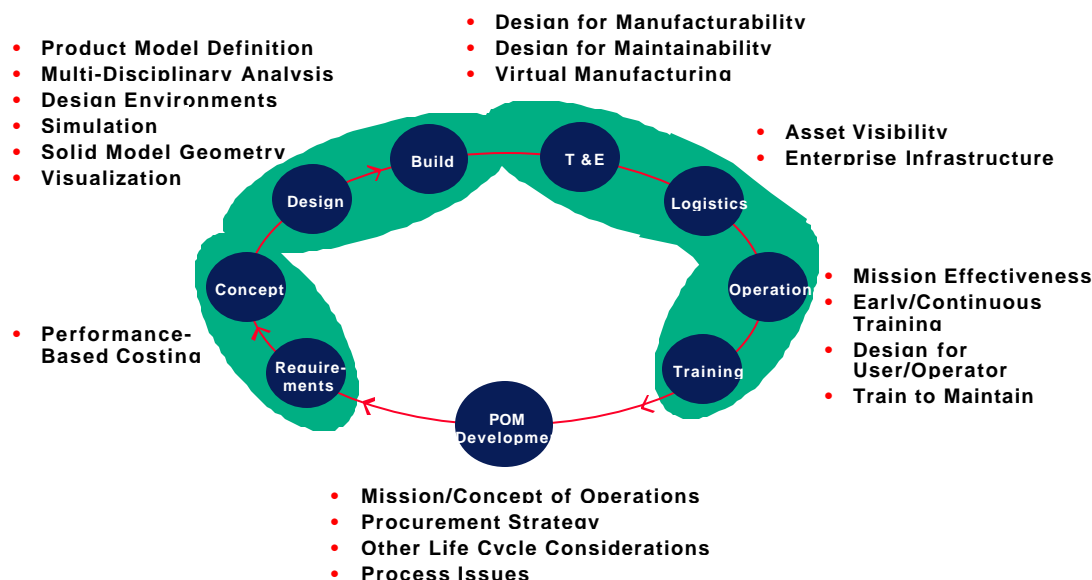 • Design for Manufacturability
• Design for Maintainability
• Virtual Manufacturing
• Product Model Definition
• Multi-Disciplinary Analysis
• Design Environments
• Simulation
• Solid Model Geometry
• Visualization
• Asset Visibility
• Enterprise Infrastructure
Build
T &E
Design
Logistics
Concept
Operation
• Mission Effectiveness
• Early/Continuous
Training
• Design for
User/Operator
• Train to Maintain
• Performance-
Based Costing
Require-
ments
Training
POM
Developme
• Mission/Concept of Operations
• Procurement Strategy
• Other Life Cycle Considerations
• Process Issues